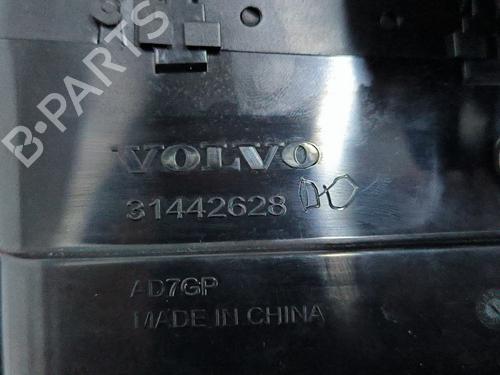 B-PARTS
VOLVO
31442628
AD7GP
MADE IN CHINA